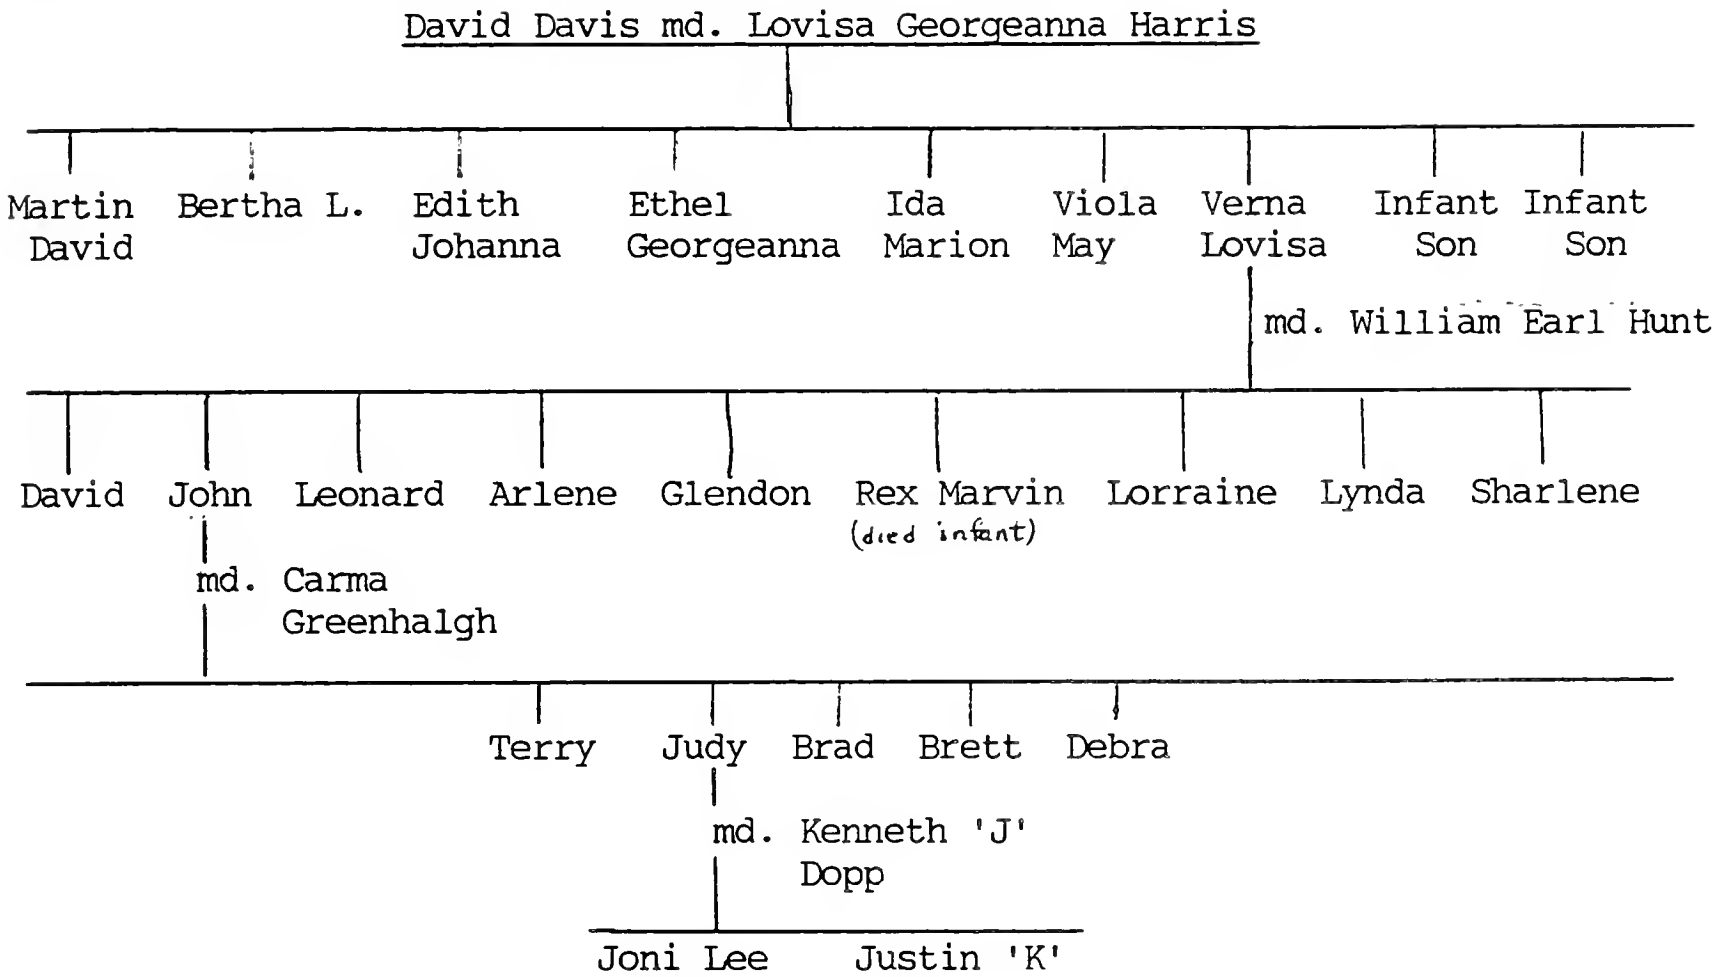 David Davis md. Lovisa Georgeanna Harris
Martin Bertha L. Edith Ethel Ida Viola Verna Infant Infant
David Johanna Georgeanna Marion May Lovisa Son Son
md. William Earl Hunt
David John Leonard Arlene Glendon Rex Marvin Lorraine Lynda Sharlene
(died infant)
md. Carma
Greenhalgh
Terry Judy Brad Brett Debra
md. Kenneth 'J'
Dopp
Joni Lee Justin 'K'